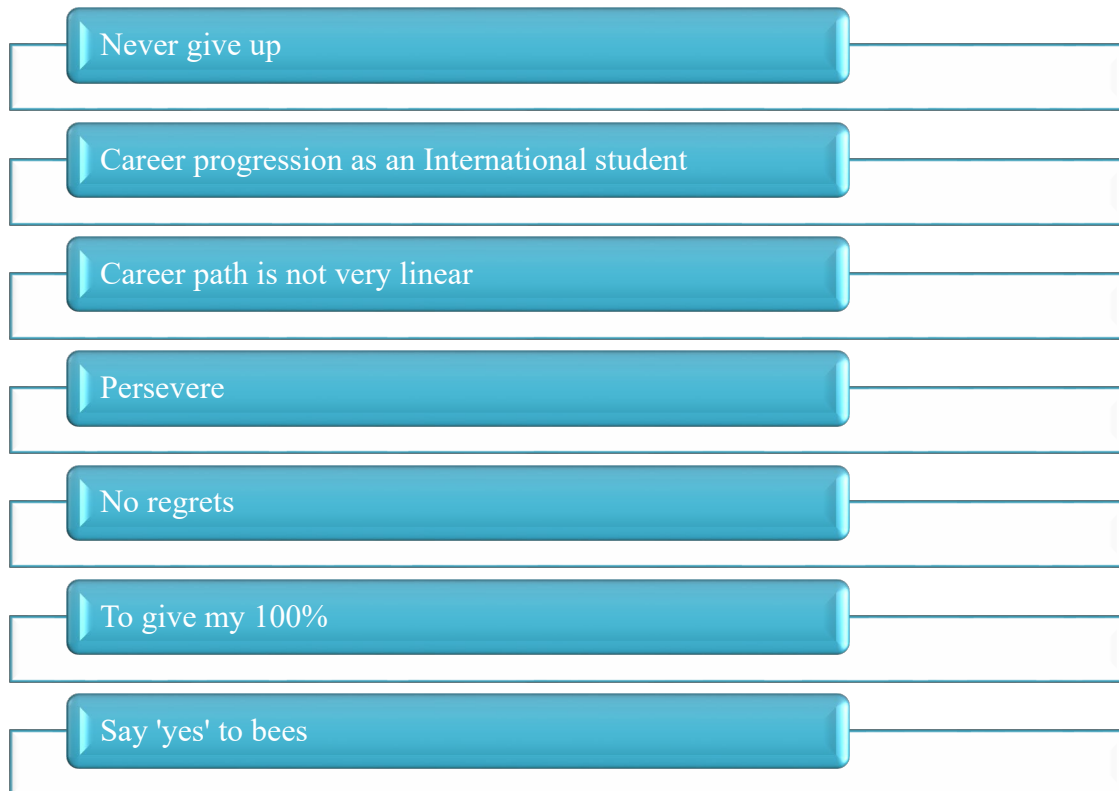 Never give up
Career progression as an International student
Career path is not very linear
Persevere
No regrets
To give my 100%
Say 'yes' to bees